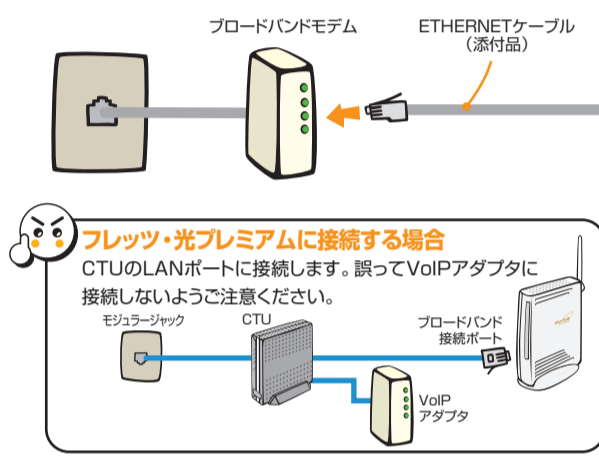 ブロードバンドモデム
ETHERNETケーブル
（添付品）
フレッツ・光プレミアムに接続する場合
CTUのLANポートに接続します。誤ってVoIPアダプタに
接続しないようご注意ください。
モジュラージャック
CTU
ブロードバンド
接続ポート
VoIP
アダプタ